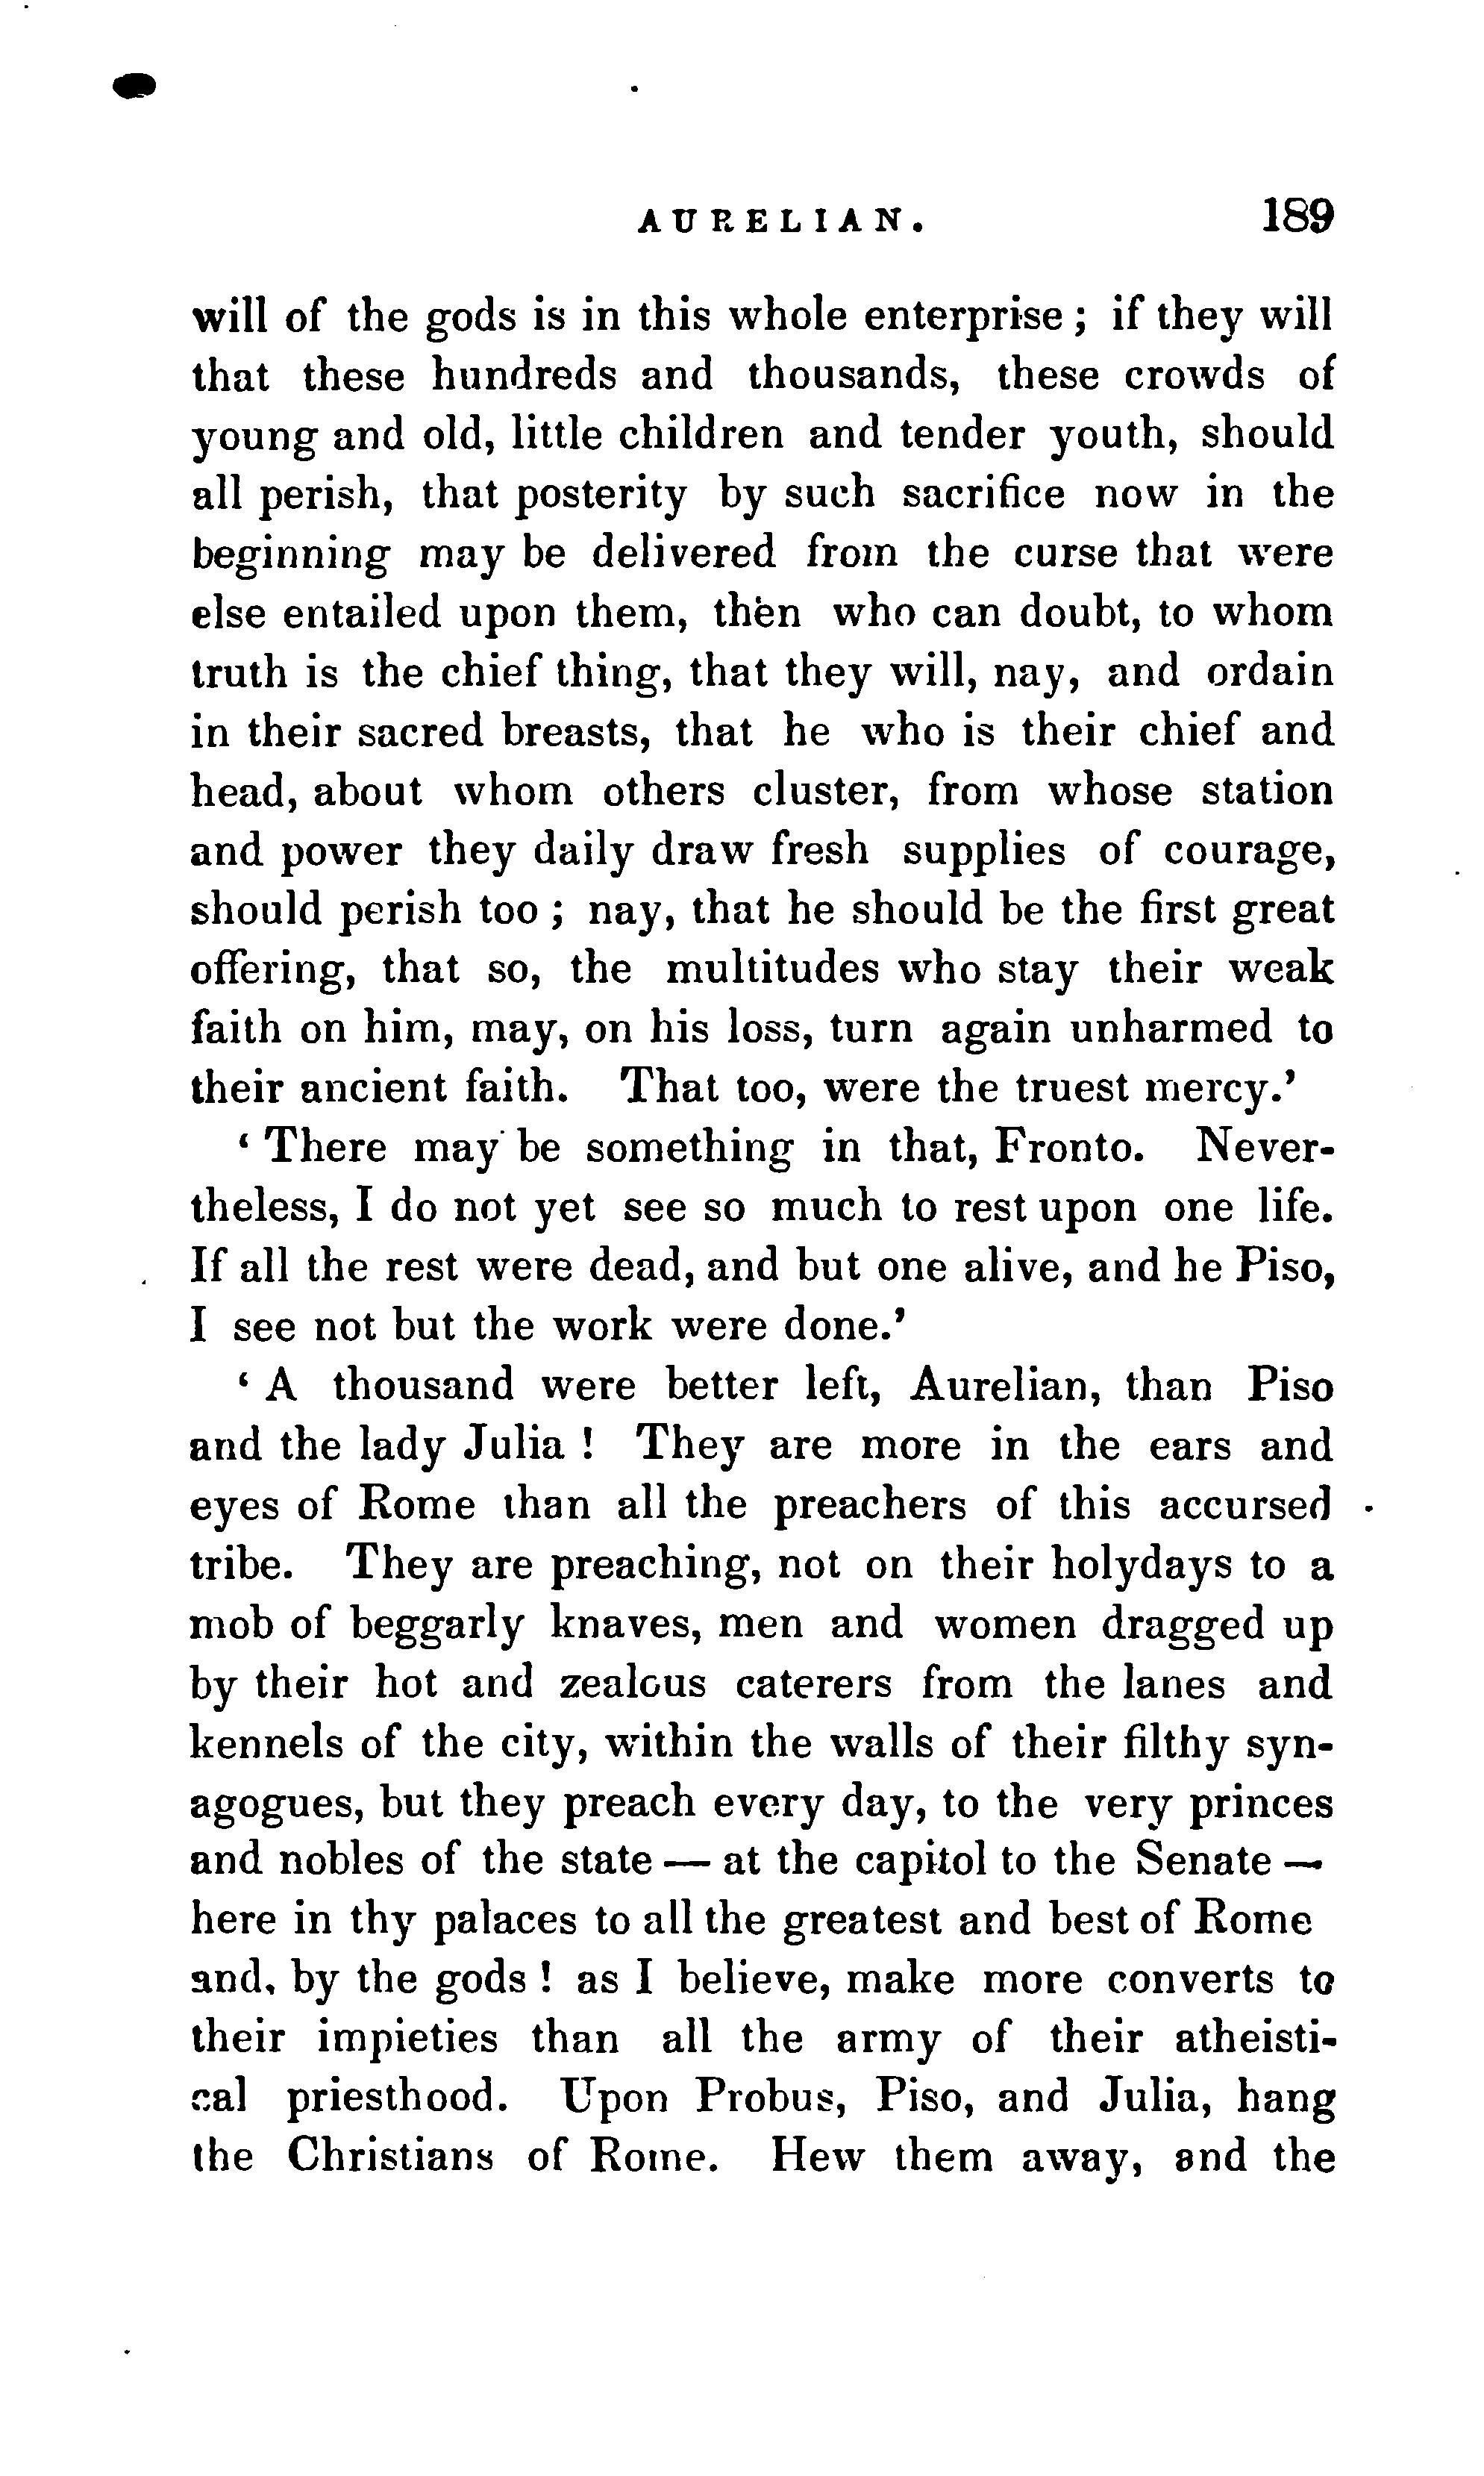 AURELIAN. 189
will of the gods is in this whole enterprise ; if they will
that these hundreds and thousands, these crowds of
young and old, little children and tender youth, should
all perish, that posterity by such sacrifice now in the
beginning may be delivered from the curse that were
else entailed upon them, then who can doubt, to whom
truth is the chief thing, that they will, nay, and ordain
in their sacred breasts, that he who is their chief and
head, about whom others cluster, from whose station
and power they daily draw fresh supplies of courage,
should perish too ; nay, that he should be the first great
offering, that so, the multitudes who stay their weak
faith on him, may, on his loss, turn again unharmed to
their ancient faith. That too, were the truest mercy.'
‘ There may be something in that, Fronto. Never-
theless, I do not yet see so much to rest upon one life.
If all the rest were dead, and but one alive, and he Piso,
I see not but the work were done.’
‘ A thousand were better left, Aurelian, than Piso
and the lady Julia ! They are more in the ears and
eyes of Rome than all the preachers of this accursed
tribe. They are preaching, not on their holydays to a
mob of beggarly knaves, men and women dragged up
by their hot and zealous caterers from the lanes and
kennels of the city, within the walls of their filthy syn-
agogues, but they preach every day, to the very princes
and nobles of the state — at the capitol to the Senate —
here in thy palaces to all the greatest and best of Rome
and, by the gods ! as I believe, make more converts to
their impieties than all the army of their atheisti-
cal priesthood. Upon Probus, Piso, and Julia, hang
the Christians of Rome. Hew them away, and the